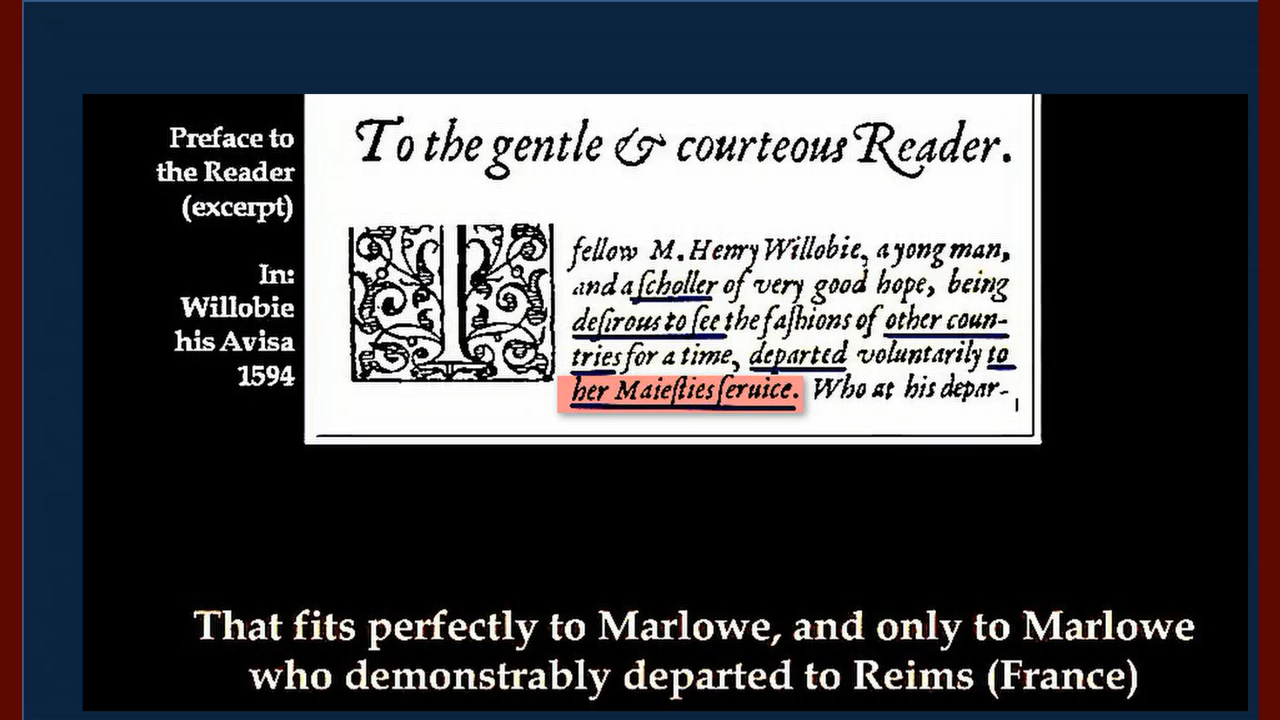 Preface to
the Reader
(excerpt)
In:
Willobie
his Avisa
1594
To the gentle & courteous Reader.
I
fellow M. Henry Willobie, a yong man,
and a ſcholler of very good hope, being
deſirous to ſee the faſhions of other coun-
tries for a time, departed voluntarily to
her Maieſties ſeruice. Who at his depar-
That fits perfectly to Marlowe, and only to Marlowe
who demonstrably departed to Reims (France)